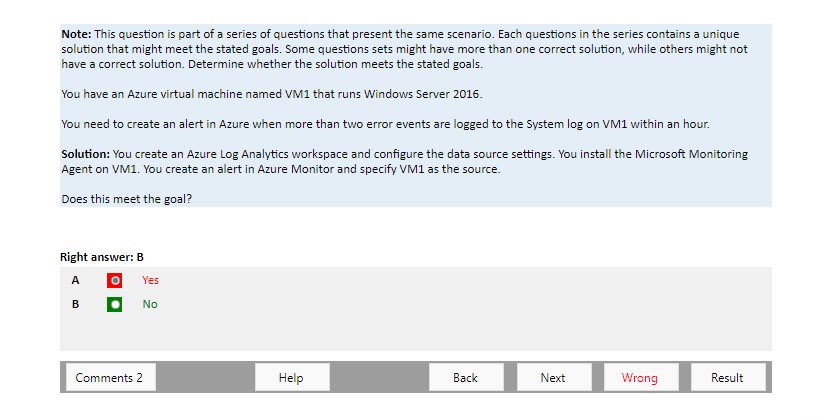 Note: This question is part of a series of questions that present the same scenario. Each questions in the series contains a unique
solution that might meet the stated goals. Some questions sets might have more than one correct solution, while others might not
have a correct solution. Determine whether the solution meets the stated goals.
You have an Azure virtual machine named VM1 that runs Windows Server 2016.
You need to create an alert in Azure when more than two error events are logged to the System log on VM1 within an hour.
Solution: You create an Azure Log Analytics workspace and configure the data source settings. You install the Microsoft Monitoring
Agent on VM1. You create an alert in Azure Monitor and specify VM1 as the source.
Does this meet the goal?
Right answer: B
A Yes
B No
Comments 2 Help Back Next Wrong Result